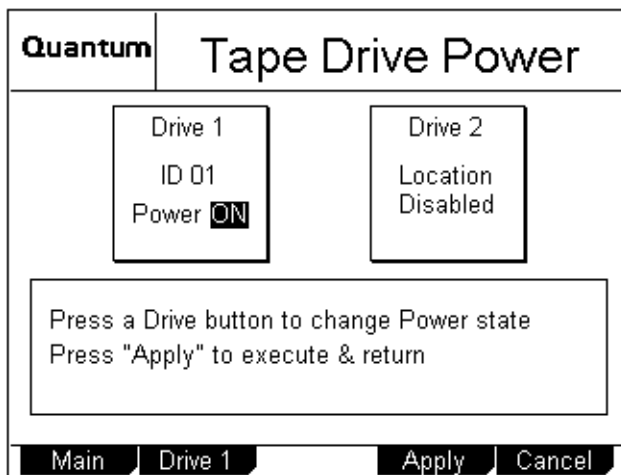 Quantum
Tape Drive Power
Drive 1
ID 01
Power ON
Drive 2
Location
Disabled
Press a Drive button to change Power state
Press "Apply" to execute & return
Main
Drive 1
Apply
Cancel